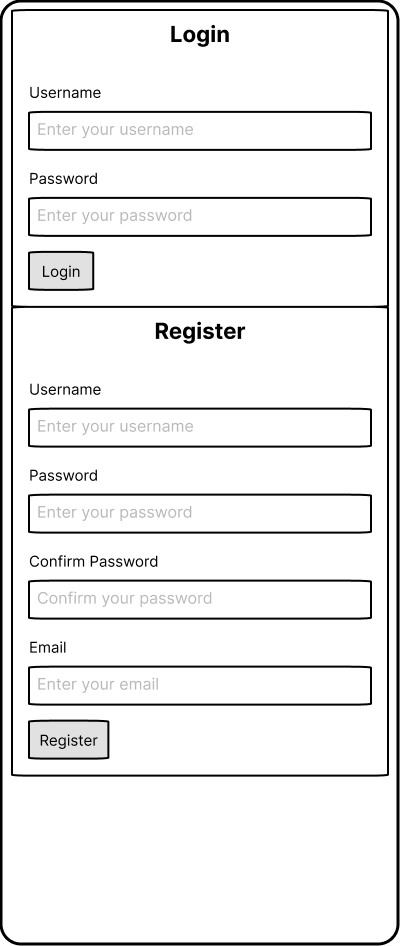 Login
Username
Enter your username
Password
Enter your password
Login
Register
Username
Enter your username
Password
Enter your password
Confirm Password
Confirm your password
Email
Enter your email
Register